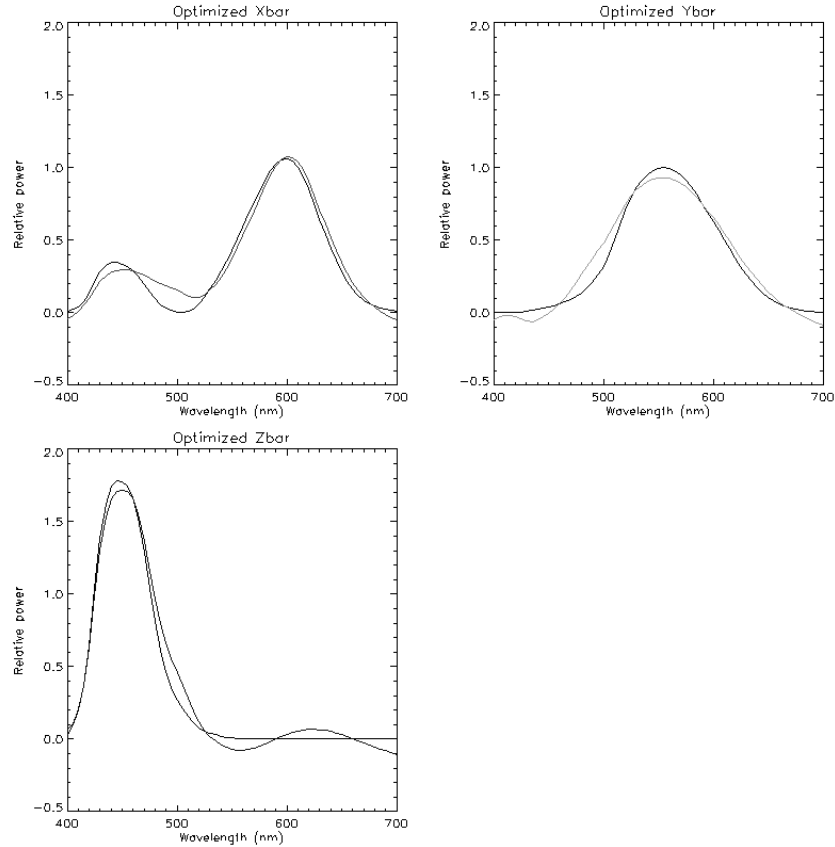 Optimized Xbar
2.0
1.5
1.0
0.5
0.0
-0.5
Relative power
400 500 600 700
Wavelength (nm)
Optimized Ybar
2.0
1.5
1.0
0.5
0.0
-0.5
Relative power
400 500 600 700
Wavelength (nm)
Optimized Zbar
2.0
1.5
1.0
0.5
0.0
-0.5
Relative power
400 500 600 700
Wavelength (nm)